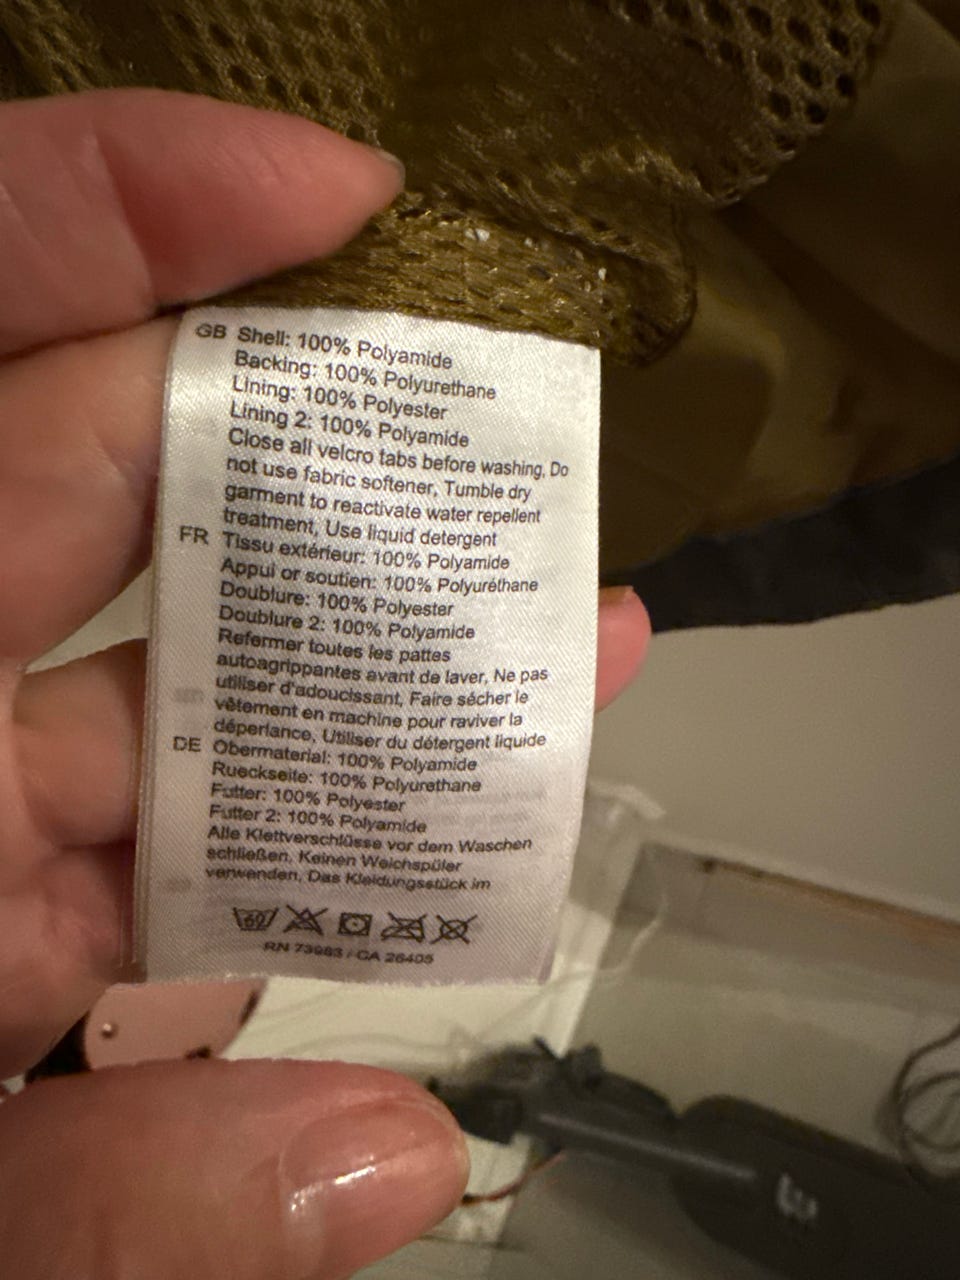 GB Shell: 100% Polyamide
Backing: 100% Polyurethane
Lining: 100% Polyester
Lining 2: 100% Polyamide
Close all velcro tabs before washing, Do
not use fabric softener, Tumble dry
garment to reactivate water repellent
treatment, Use liquid detergent
FR Tissu extérieur: 100% Polyamide
Appui or soutien: 100% Polyuréthane
Doublure: 100% Polyester
Doublure 2: 100% Polyamide
Refermer toutes les pattes
autoagrippantes avant de laver, Ne pas
utiliser d'adoucissant, Faire sécher le
vêtement en machine pour raviver la
déperlance, Utiliser du détergent liquide
DE Obermaterial: 100% Polyamide
Rueckseite: 100% Polyurethane
Futter: 100% Polyester
Futter 2: 100% Polyamide
Alle Klettverschlüsse vor dem Waschen
schließen, Keinen Weichspüler
verwenden, Das Kleidungsstück im
RN 73983 / CA 26405